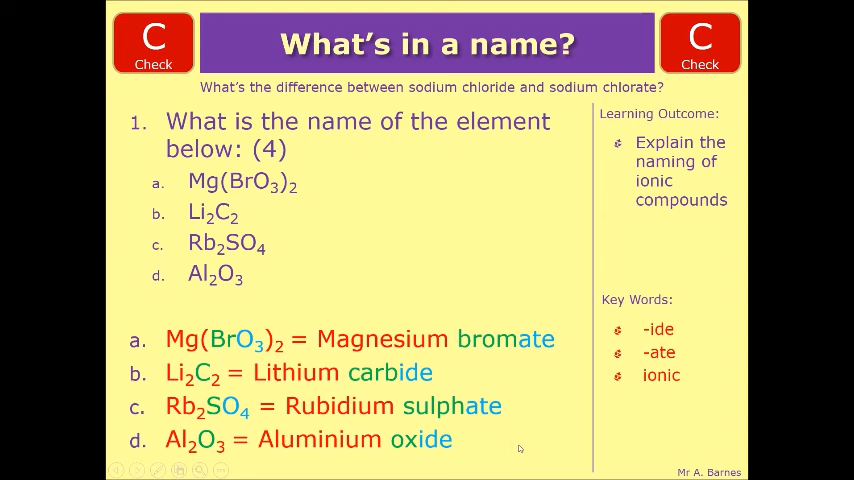 C
Check
What's in a name?
C
Check
What's the difference between sodium chloride and sodium chlorate?
1. What is the name of the element
below: (4)
a. Mg(BrO₃)₂
b. Li₂C₂
c. Rb₂SO₄
d. Al₂O₃
a. Mg(BrO₃)₂ = Magnesium bromate
b. Li₂C₂ = Lithium carbide
c. Rb₂SO₄ = Rubidium sulphate
d. Al₂O₃ = Aluminium oxide
Learning Outcome:
Explain the
naming of
ionic
compounds
Key Words:
-ide
-ate
ionic
Mr A. Barnes